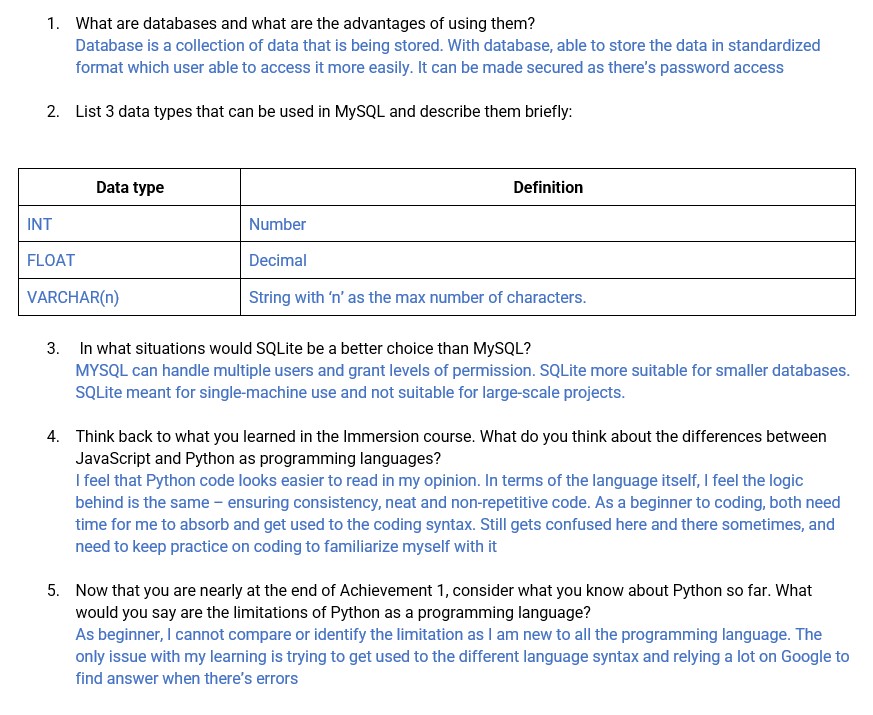 1. What are databases and what are the advantages of using them?
Database is a collection of data that is being stored. With database, able to store the data in standardized
format which user able to access it more easily. It can be made secured as there's password access
2. List 3 data types that can be used in MySQL and describe them briefly:
Data type Definition
INT Number
FLOAT Decimal
VARCHAR(n) String with ‘n’ as the max number of characters.
3. In what situations would SQLite be a better choice than MySQL?
MYSQL can handle multiple users and grant levels of permission. SQLite more suitable for smaller databases.
SQLite meant for single-machine use and not suitable for large-scale projects.
4. Think back to what you learned in the Immersion course. What do you think about the differences between
JavaScript and Python as programming languages?
I feel that Python code looks easier to read in my opinion. In terms of the language itself, I feel the logic
behind is the same – ensuring consistency, neat and non-repetitive code. As a beginner to coding, both need
time for me to absorb and get used to the coding syntax. Still gets confused here and there sometimes, and
need to keep practice on coding to familiarize myself with it
5. Now that you are nearly at the end of Achievement 1, consider what you know about Python so far. What
would you say are the limitations of Python as a programming language?
As beginner, I cannot compare or identify the limitation as I am new to all the programming language. The
only issue with my learning is trying to get used to the different language syntax and relying a lot on Google to
find answer when there's errors